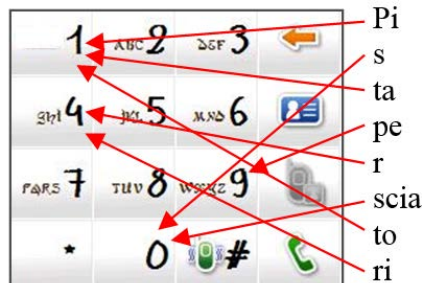 1 ABC 2 DEF 3
ghi 4 JKL 5 MNO 6
PQRS 7 TUV 8 WXYZ 9
* 0 #
Pi
s
ta
pe
r
scia
to
ri